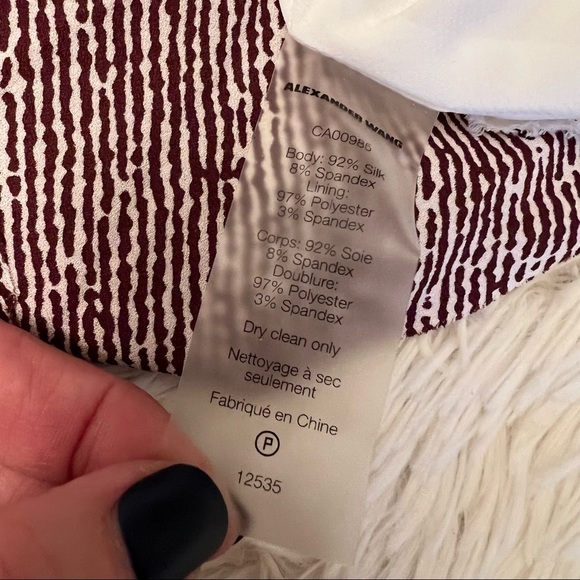 ALEXANDER WANG
CA00986
Body: 92% Silk
8% Spandex
Lining:
97% Polyester
3% Spandex
Corps: 92% Soie
8% Spandex
Doublure:
97% Polyester
3% Spandex
Dry clean only
Nettoyage à sec
seulement
Fabriqué en Chine
P
12535